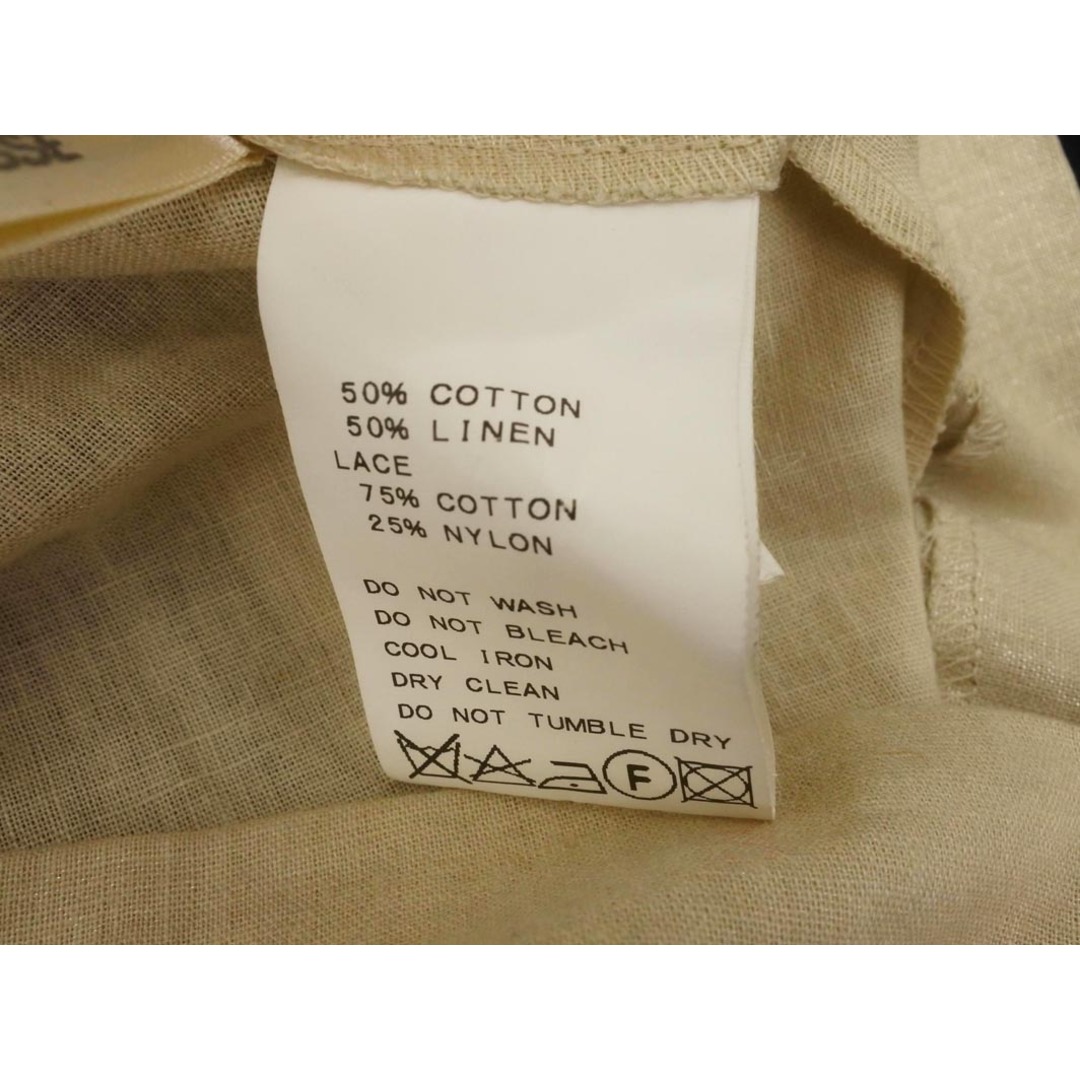 50% COTTON
50% LINEN
LACE
75% COTTON
25% NYLON
DO NOT WASH
DO NOT BLEACH
COOL IRON
DRY CLEAN
DO NOT TUMBLE DRY
F